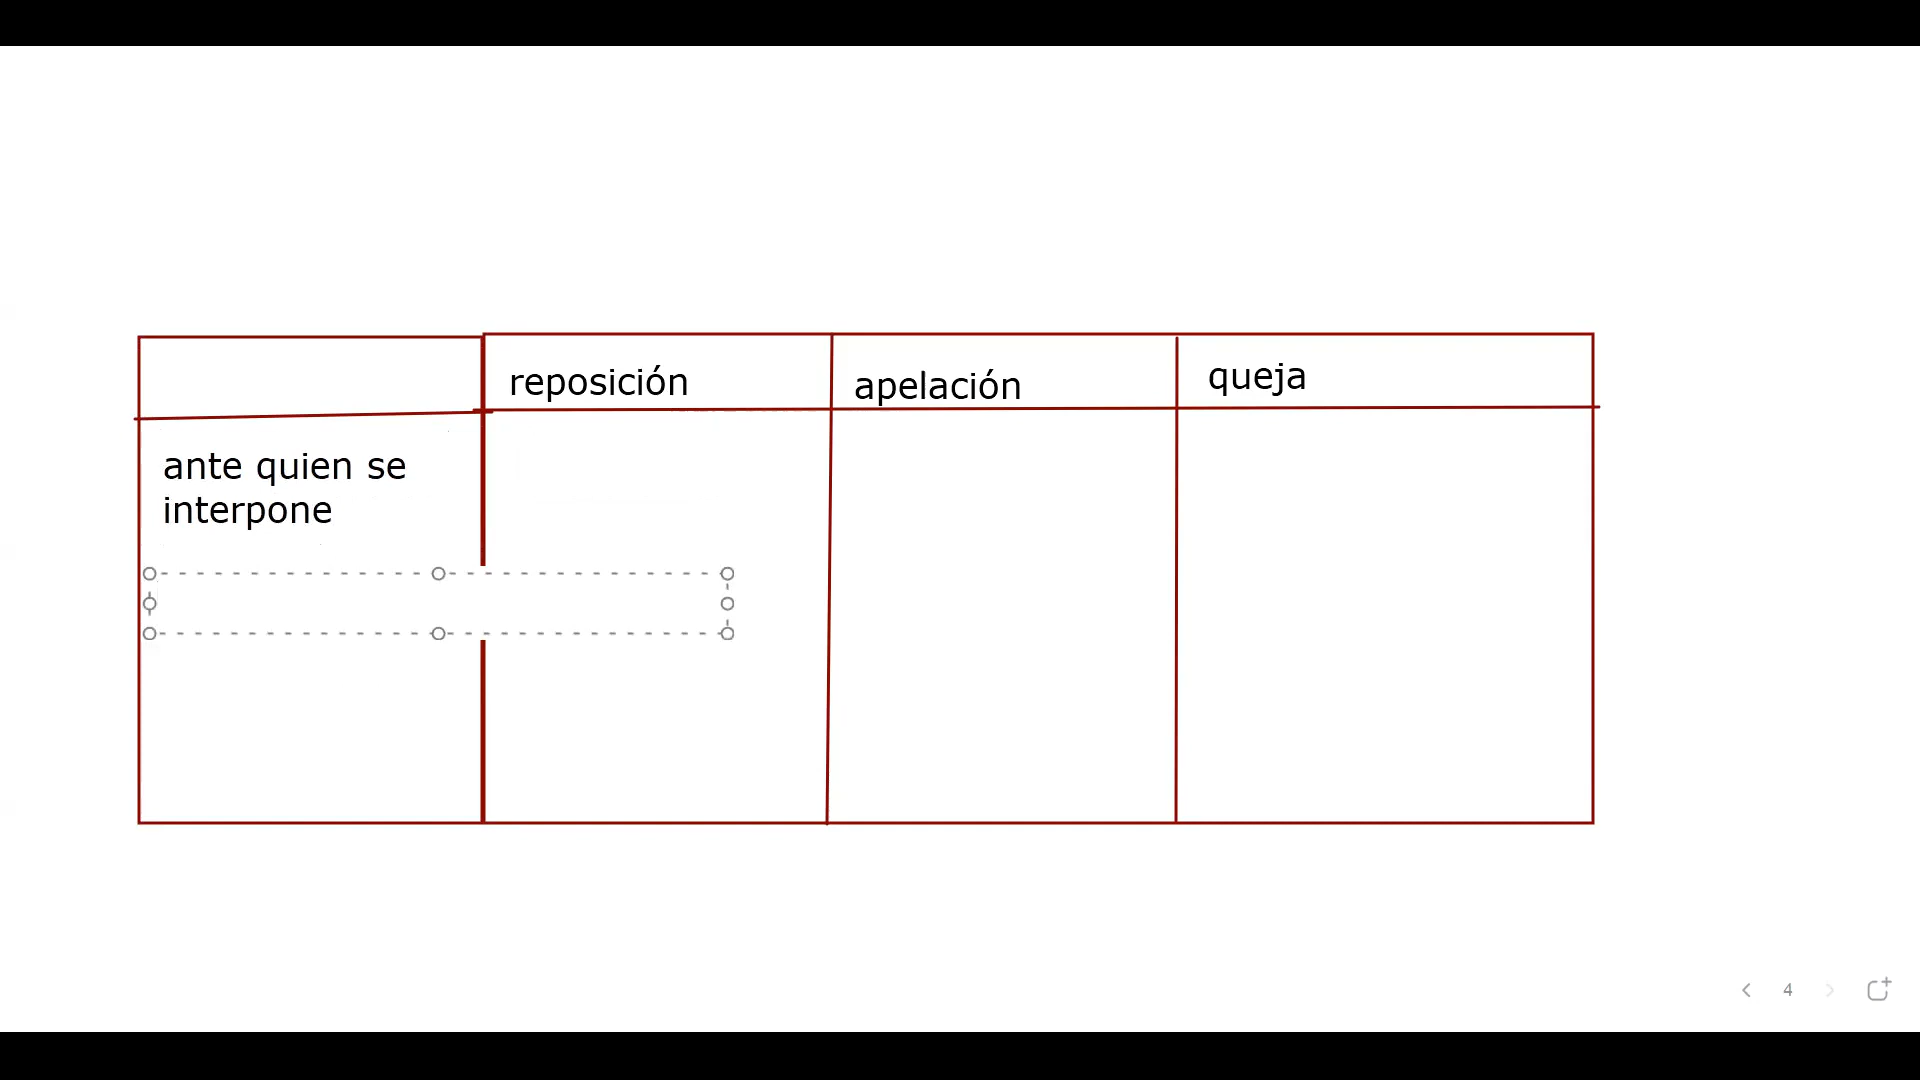 reposición
apelación
queja
ante quien se
interpone
4